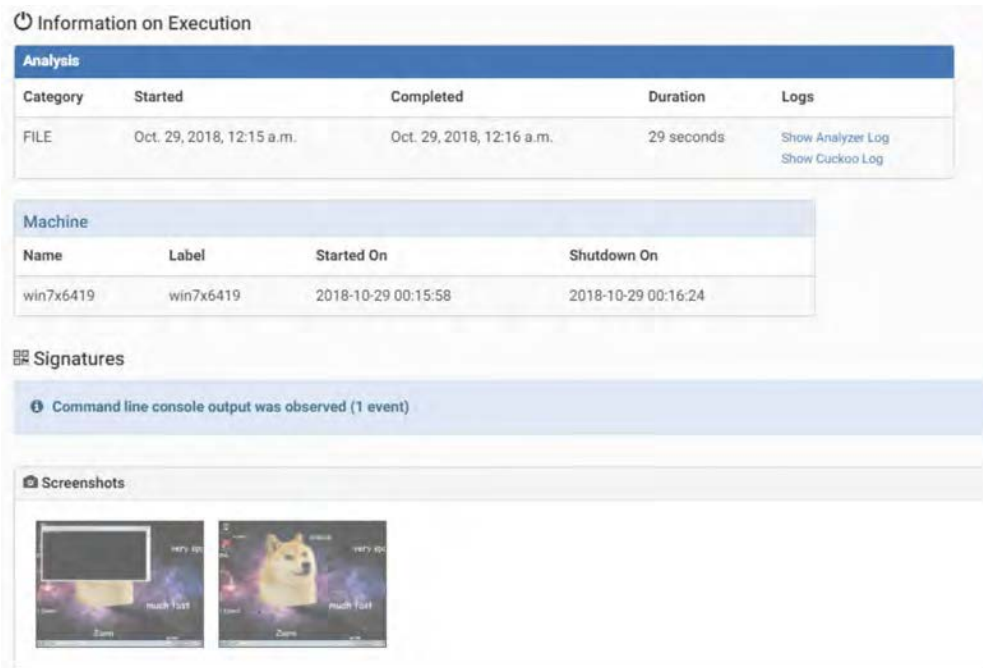 Information on Execution
Analysis
Category Started Completed Duration Logs
FILE Oct. 29, 2018, 12:15 a.m. Oct. 29, 2018, 12:16 a.m. 29 seconds Show Analyzer Log
Show Cuckoo Log
Machine
Name Label Started On Shutdown On
win7x6419 win7x6419 2018-10-29 00:15:58 2018-10-29 00:16:24
Signatures
Command line console output was observed (1 event)
Screenshots
very
much fast
very
much fast